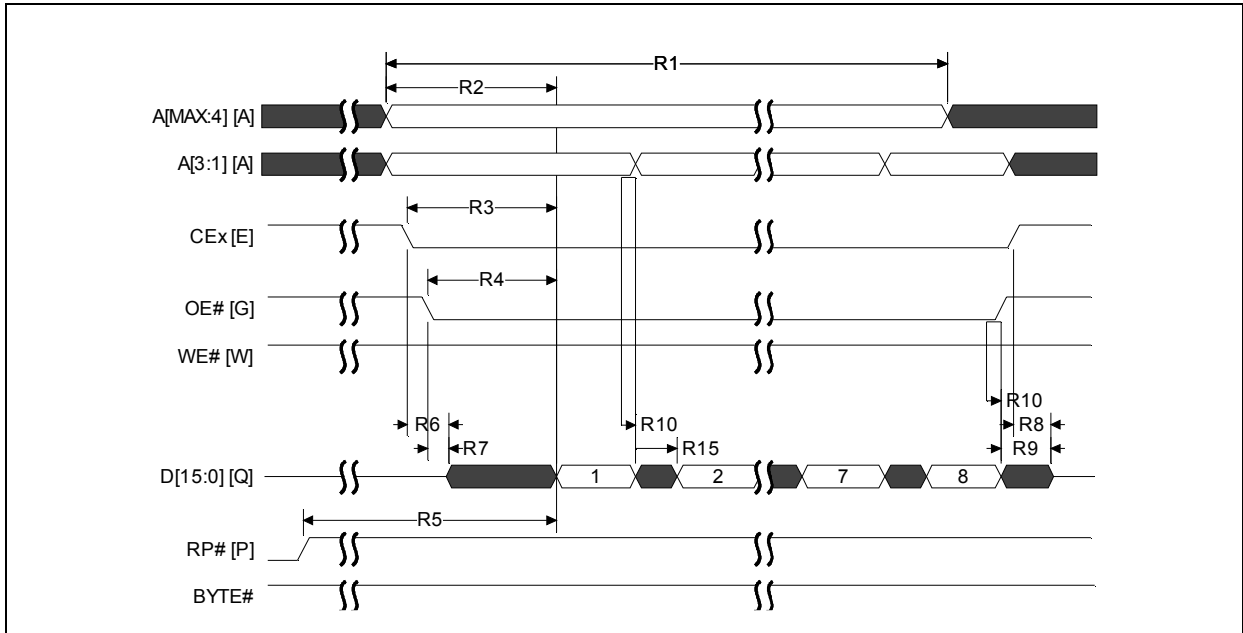 R1
R2
A[MAX:4] [A]
A[3:1] [A]
R3
CEx [E]
R4
OE# [G]
WE# [W]
R10
R6 R10 R8
R7 R15 R9
D[15:0] [Q] 1 2 7 8
R5
RP# [P]
BYTE#